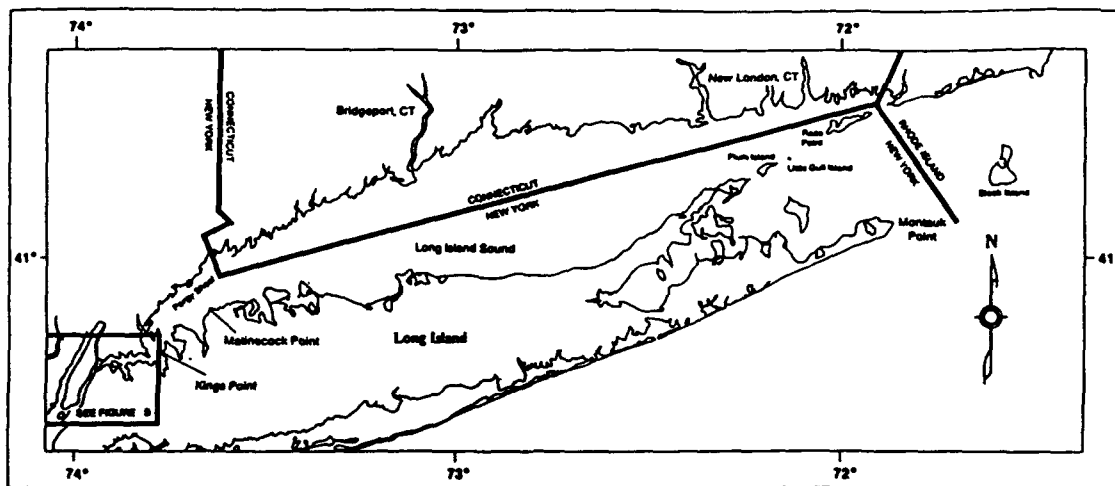 74°
73°
72°
New London, CT
Bridgeport, CT
CONNECTICUT
NEW YORK
Race
Point
RHODE ISLAND
NEW YORK
Plum Island
Little Gull Island
Block Island
CONNECTICUT
NEW YORK
Montauk
Point
Long Island Sound
N
41°
41°
Matinecock Point
Long Island
Kings Point
SEE FIGURE
74°
73°
72°